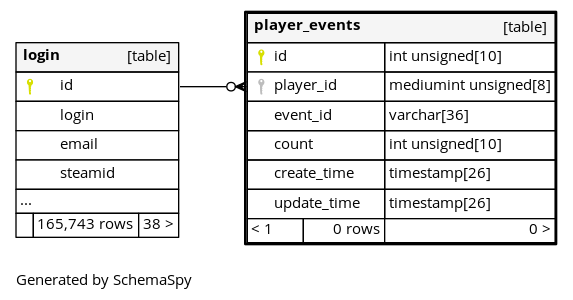 login [table]
id
login
email
steamid
...
165,743 rows 38 >
player_events [table]
id int unsigned[10]
player_id mediumint unsigned[8]
event_id varchar[36]
count int unsigned[10]
create_time timestamp[26]
update_time timestamp[26]
< 1 0 rows 0 >
Generated by SchemaSpy